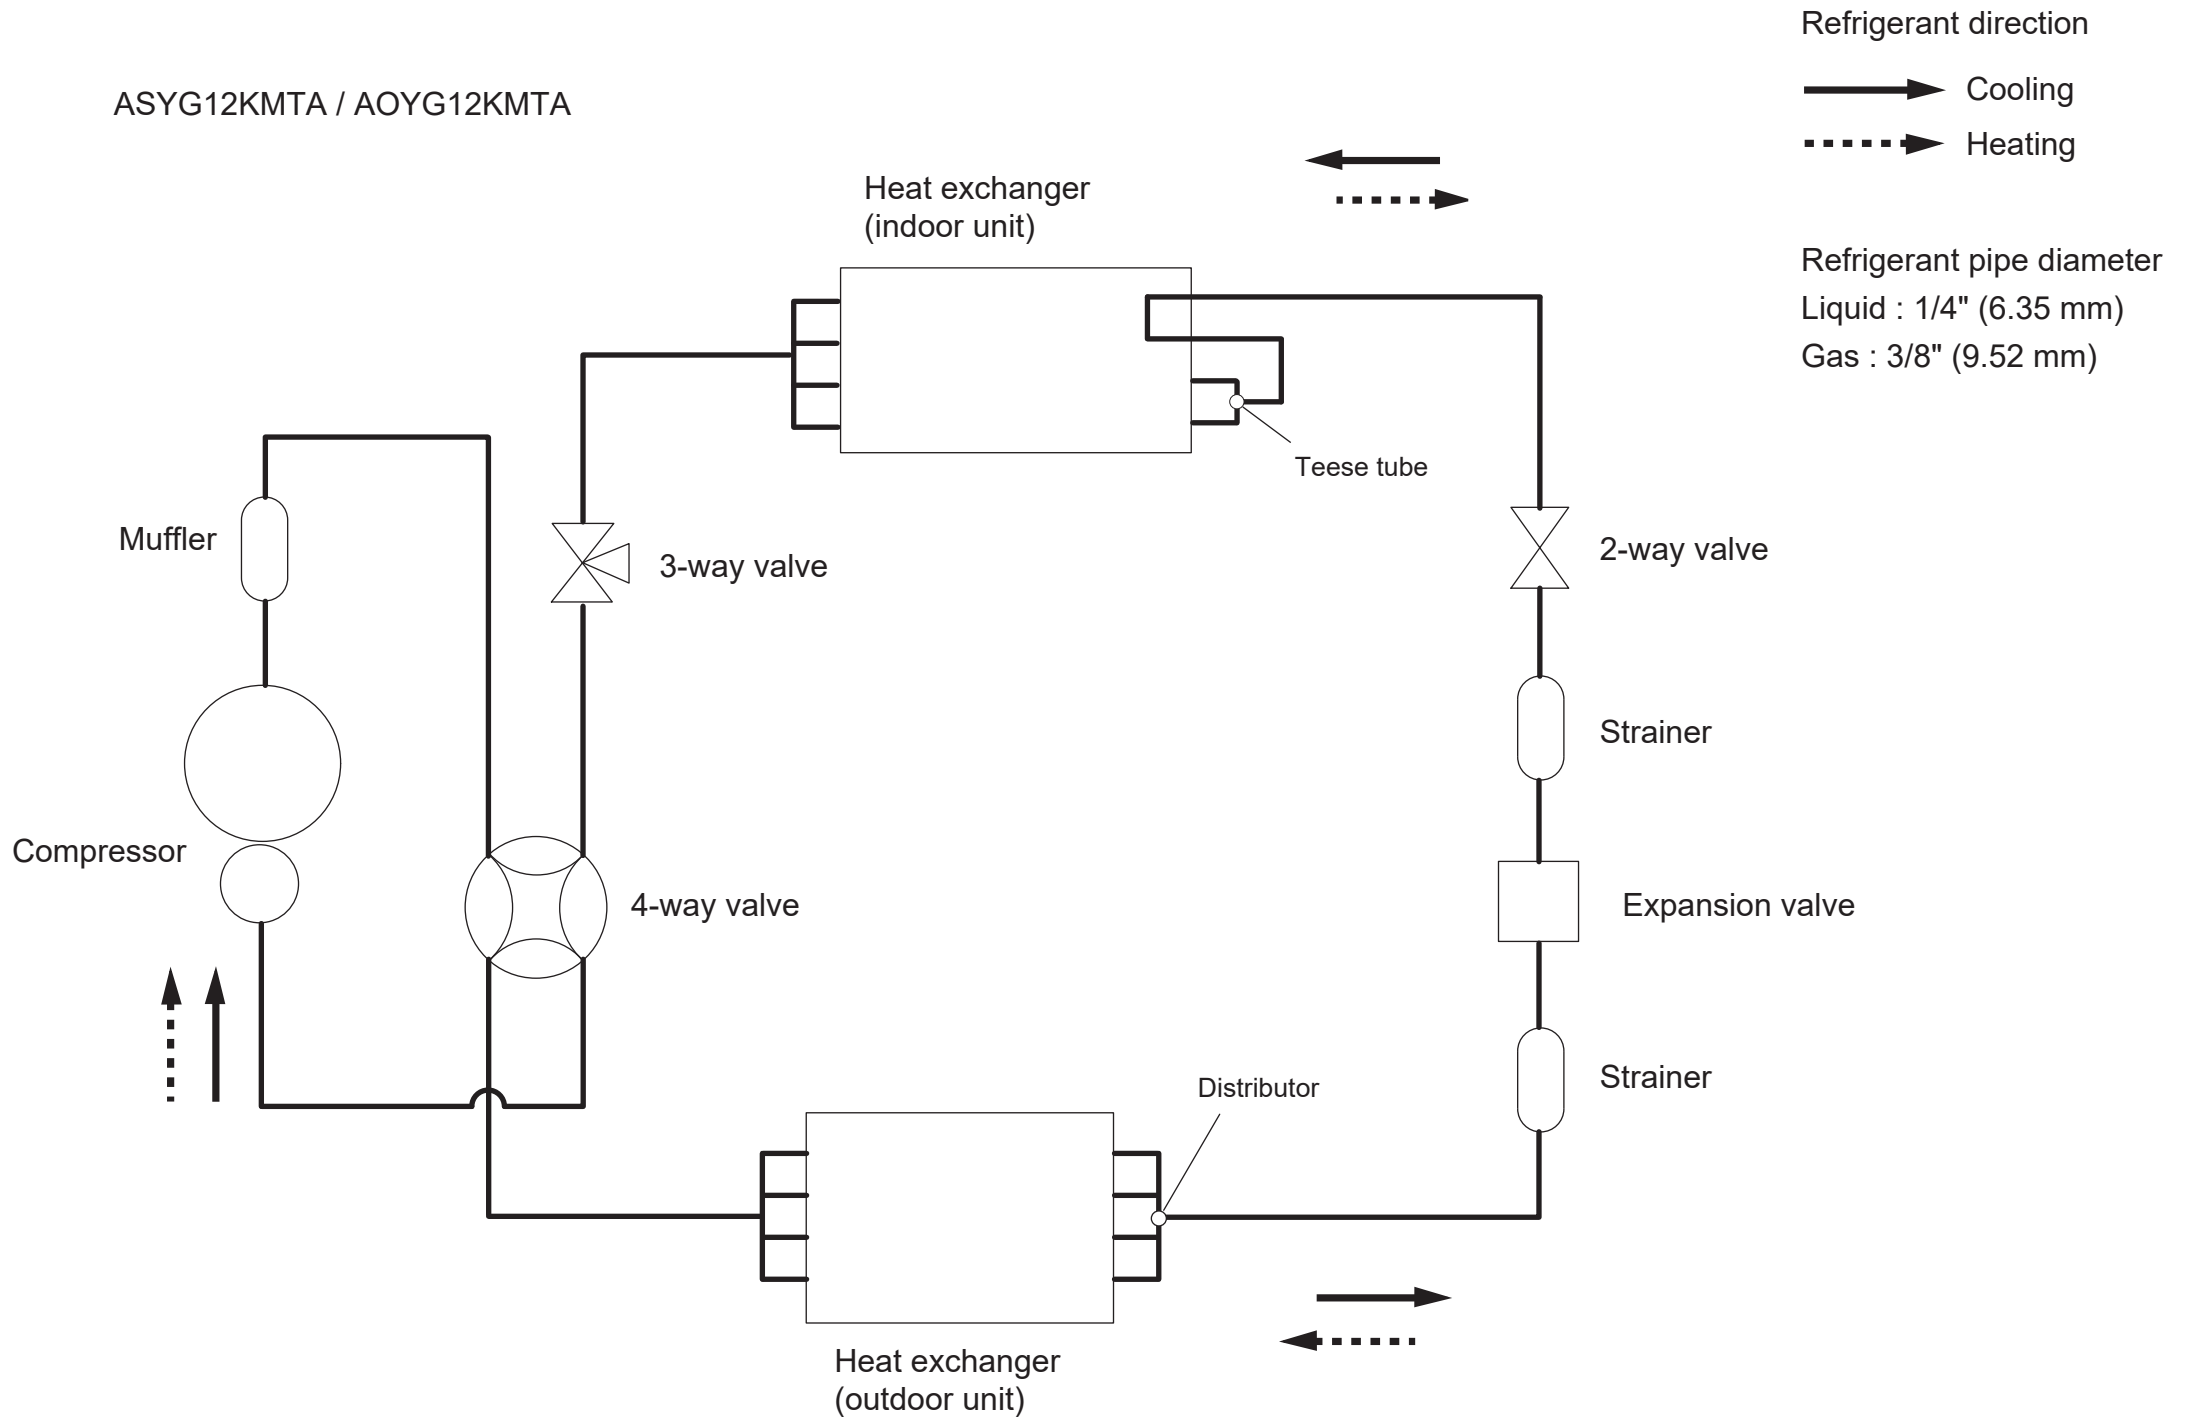 Refrigerant direction
Cooling
Heating
ASYG12KMTA / AOYG12KMTA
Heat exchanger
(indoor unit)
Refrigerant pipe diameter
Liquid : 1/4" (6.35 mm)
Gas : 3/8" (9.52 mm)
Teese tube
Muffler
3-way valve
2-way valve
Strainer
Compressor
4-way valve
Expansion valve
Strainer
Distributor
Heat exchanger
(outdoor unit)